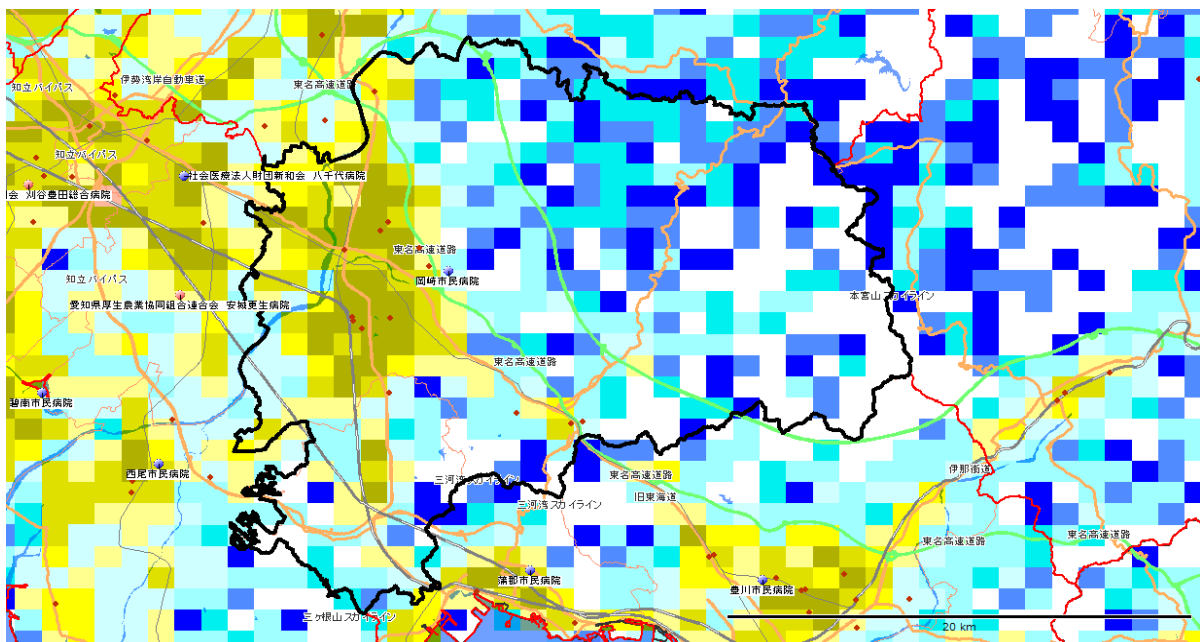 伊勢湾岸自動車道
東名高速道路
知立バイパス
知立バイパス
社会医療法人財団新和会 八千代病院
会 刈谷豊田総合病院
東名高速道路
岡崎市民病院
知立バイパス
愛知県厚生農業協同組合連合会 安城更生病院
本宮山スカイライン
東名高速道路
碧南市民病院
西尾市民病院
伊那街道
東名高速道路
三河湾スカイライン
旧東海道
三河湾スカイライン
東名高速道路
東名高速道路
蒲郡市民病院
豊川市民病院
三ヶ根山スカイライン
20 km